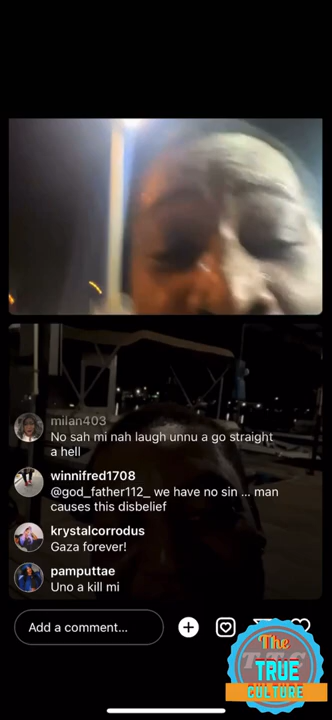 milan403
No sah mi nah laugh unnu a go straight
a hell
winnifred1708
@god_father112_ we have no sin ... man
causes this disbelief
krystalcorrodus
Gaza forever!
pamputtae
Uno a kill mi
Add a comment...
The
T.T.C
TRUE
CULTURE